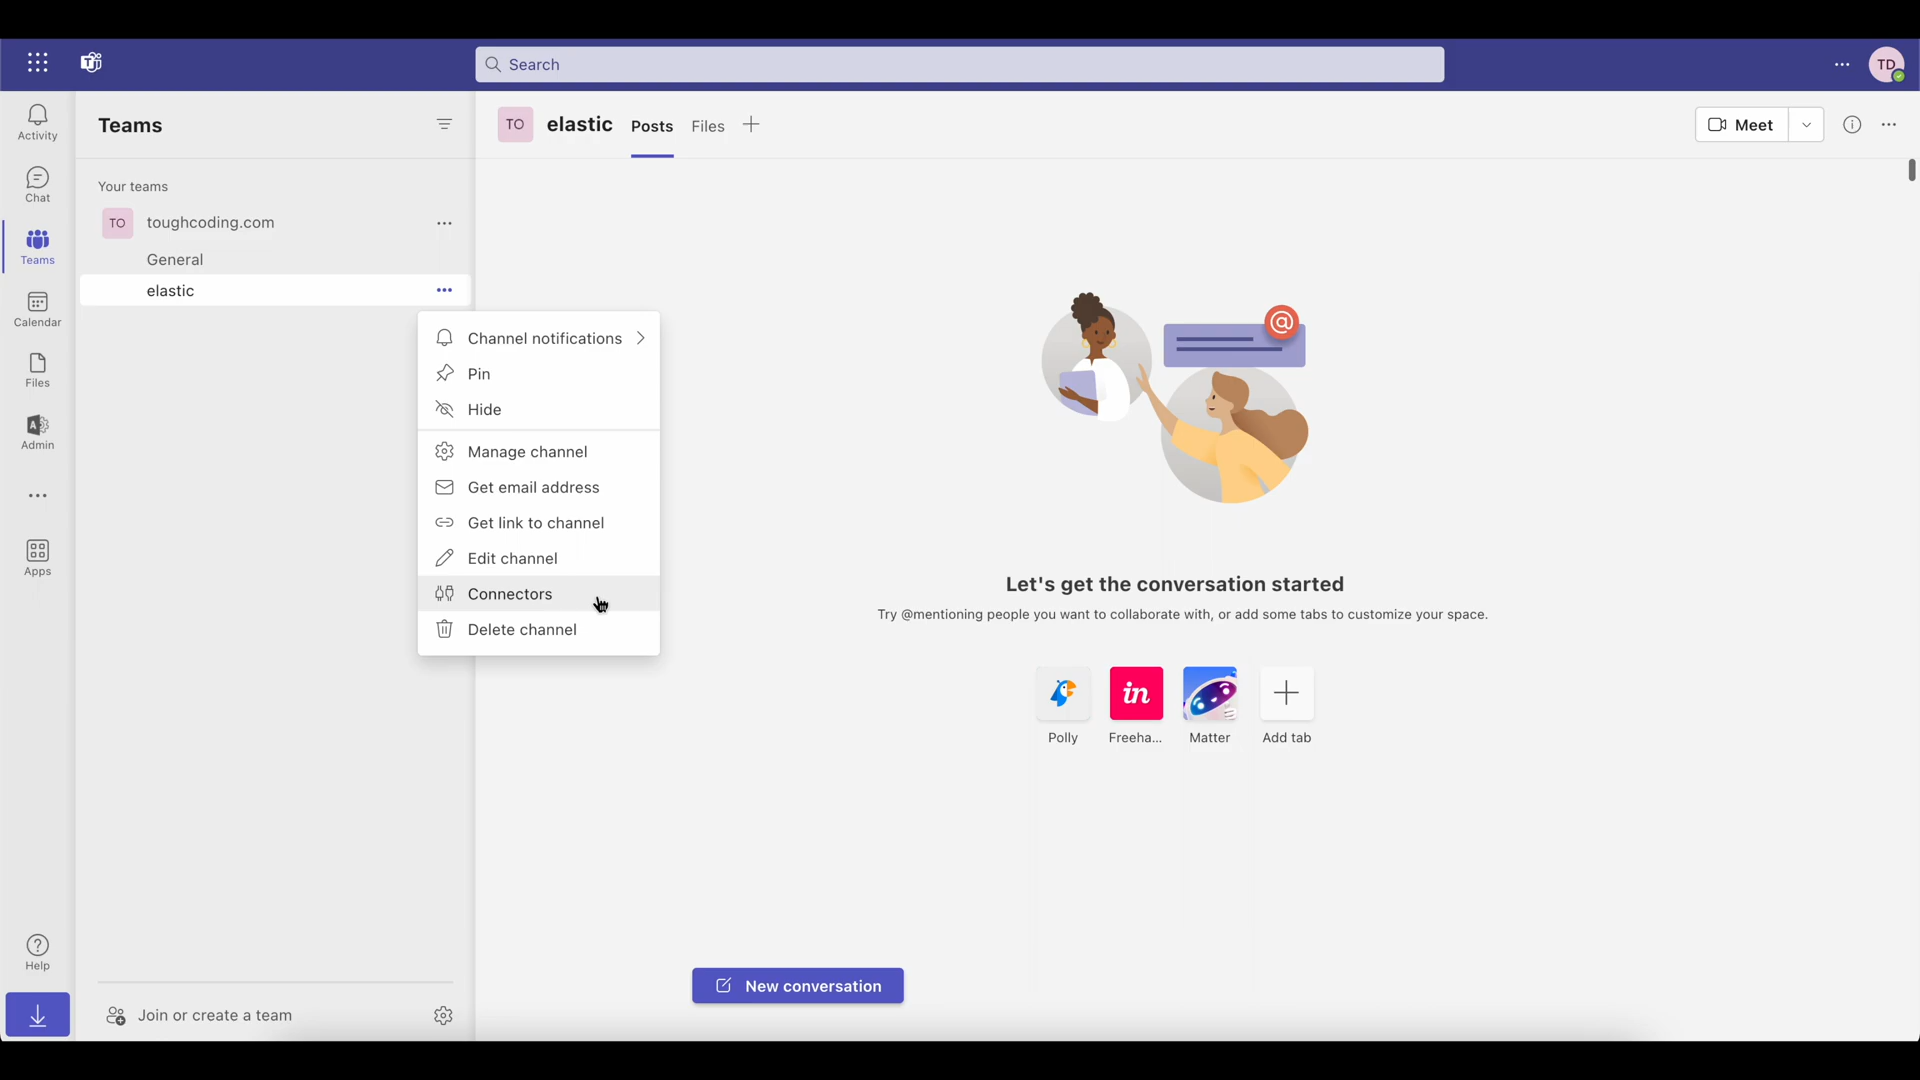 Search
TD
Activity
Chat
Teams
Calendar
Files
Admin
Apps
Help
Teams
Your teams
TO toughcoding.com
General
elastic
Join or create a team
TO elastic Posts Files
Meet
Channel notifications
Pin
Hide
Manage channel
Get email address
Get link to channel
Edit channel
Connectors
Delete channel
@
Let's get the conversation started
Try @mentioning people you want to collaborate with, or add some tabs to customize your space.
in
Polly Freeha... Matter Add tab
New conversation